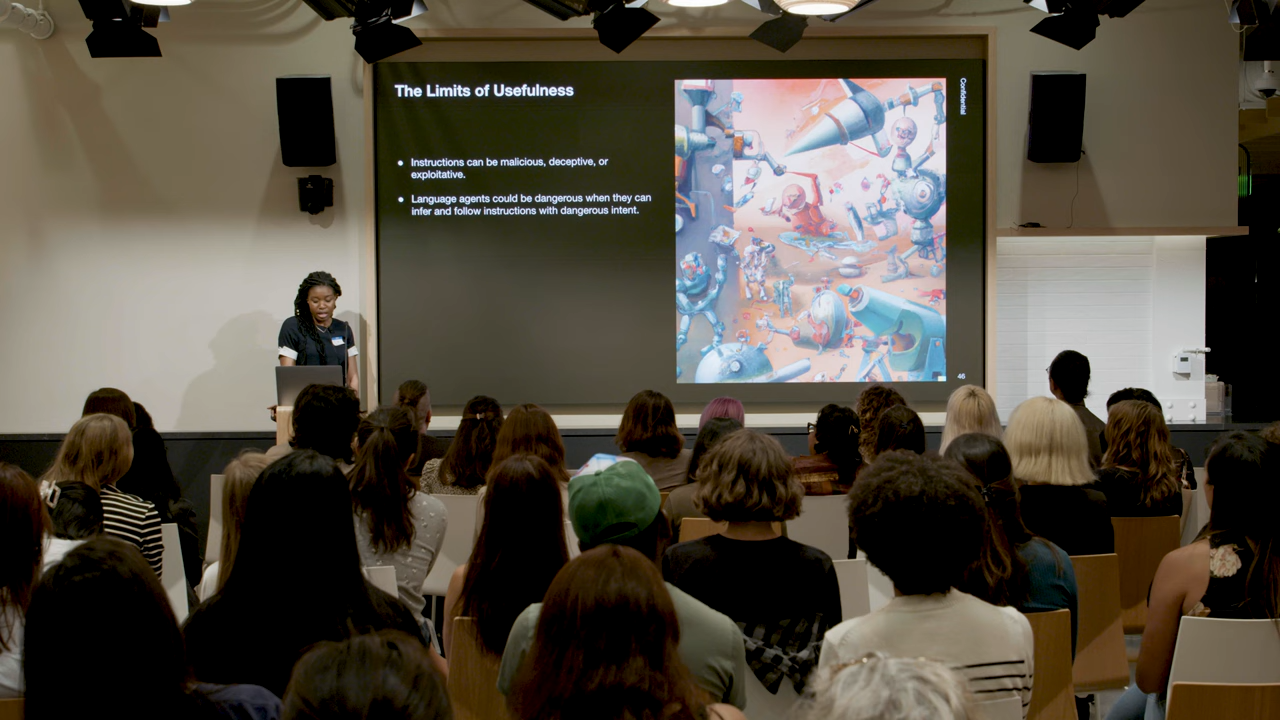 The Limits of Usefulness
Confidential
● Instructions can be malicious, deceptive, or
exploitative.
● Language agents could be dangerous when they can
infer and follow instructions with dangerous intent.
46